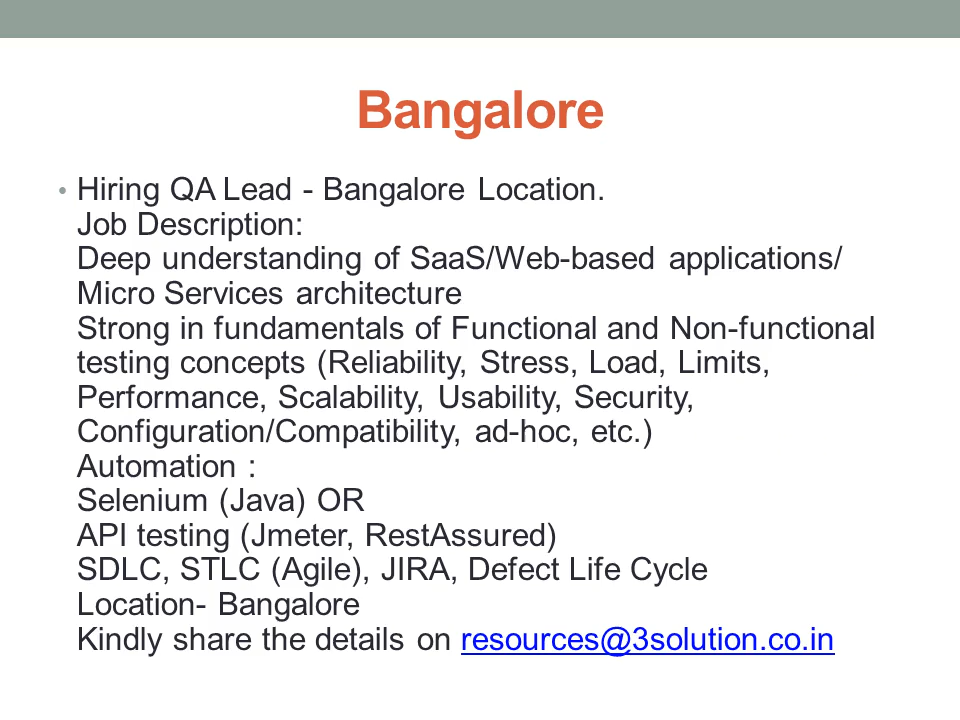 Bangalore
• Hiring QA Lead - Bangalore Location.
Job Description:
Deep understanding of SaaS/Web-based applications/
Micro Services architecture
Strong in fundamentals of Functional and Non-functional
testing concepts (Reliability, Stress, Load, Limits,
Performance, Scalability, Usability, Security,
Configuration/Compatibility, ad-hoc, etc.)
Automation :
Selenium (Java) OR
API testing (Jmeter, RestAssured)
SDLC, STLC (Agile), JIRA, Defect Life Cycle
Location- Bangalore
Kindly share the details on resources@3solution.co.in